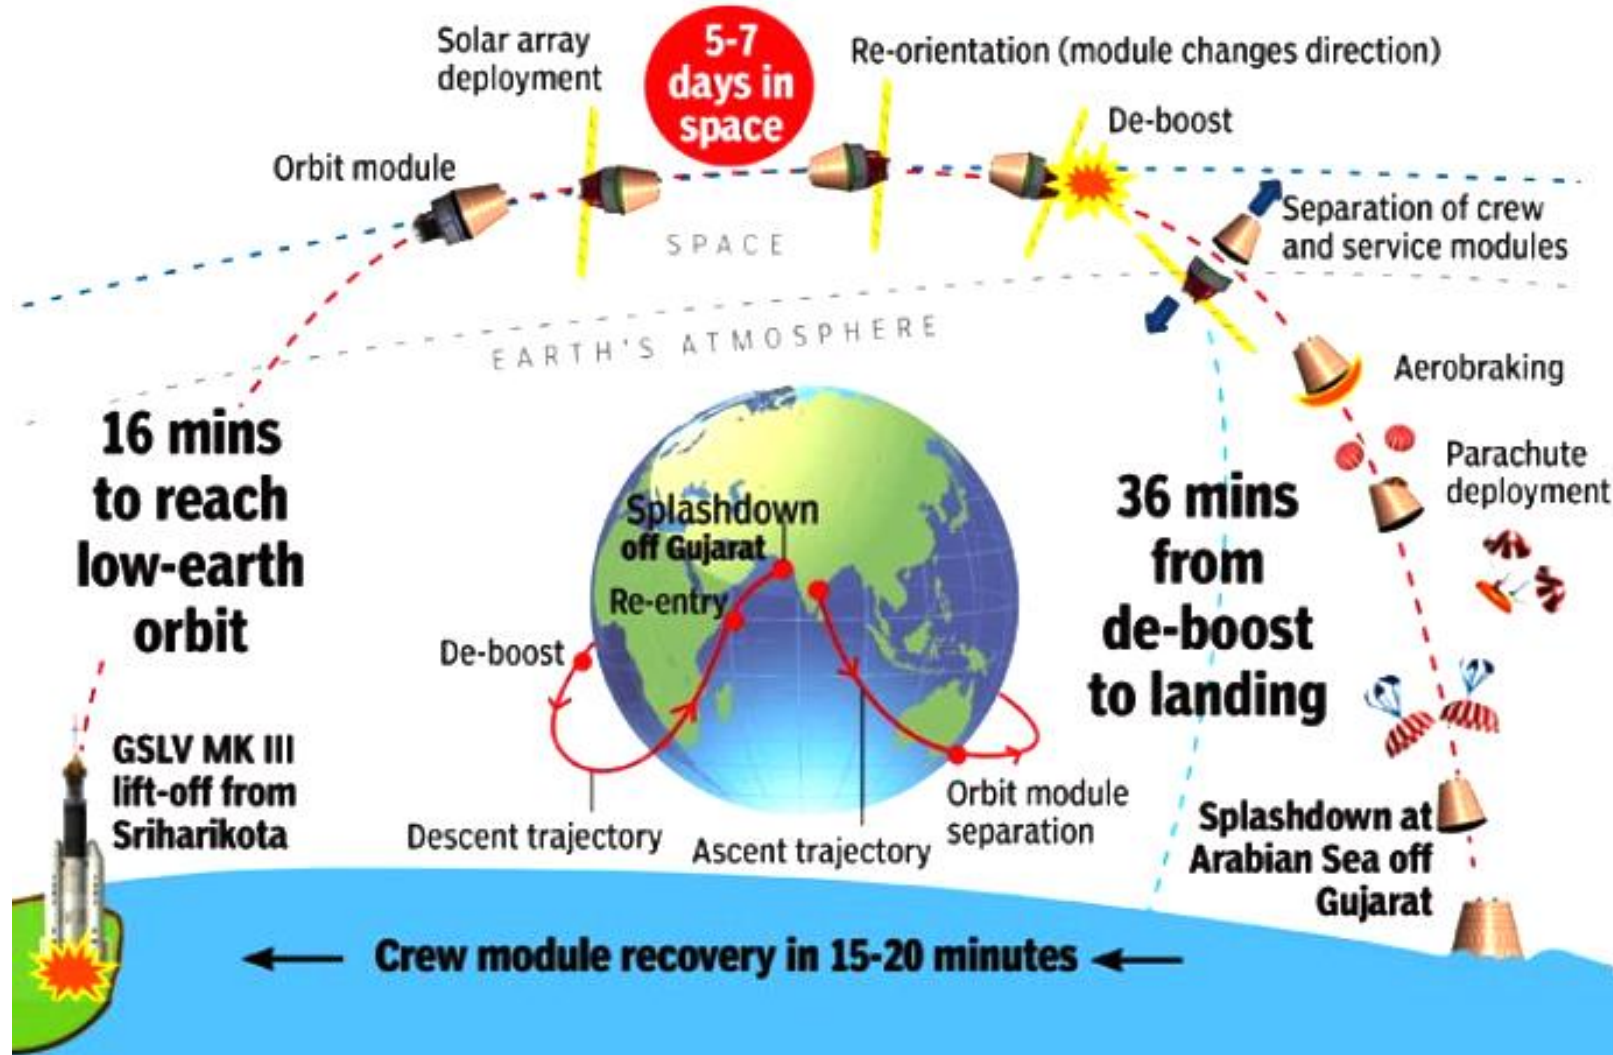 Solar array
deployment
5-7
days in
space
Re-orientation (module changes direction)
De-boost
Orbit module
SPACE
Separation of crew
and service modules
EARTH'S ATMOSPHERE
Aerobraking
16 mins
to reach
low-earth
orbit
Parachute
deployment
36 mins
from
de-boost
to landing
Splashdown
off Gujarat
Re-entry
De-boost
GSLV MK III
lift-off from
Sriharikota
Descent trajectory
Ascent trajectory
Orbit module
separation
Splashdown at
Arabian Sea off
Gujarat
Crew module recovery in 15-20 minutes